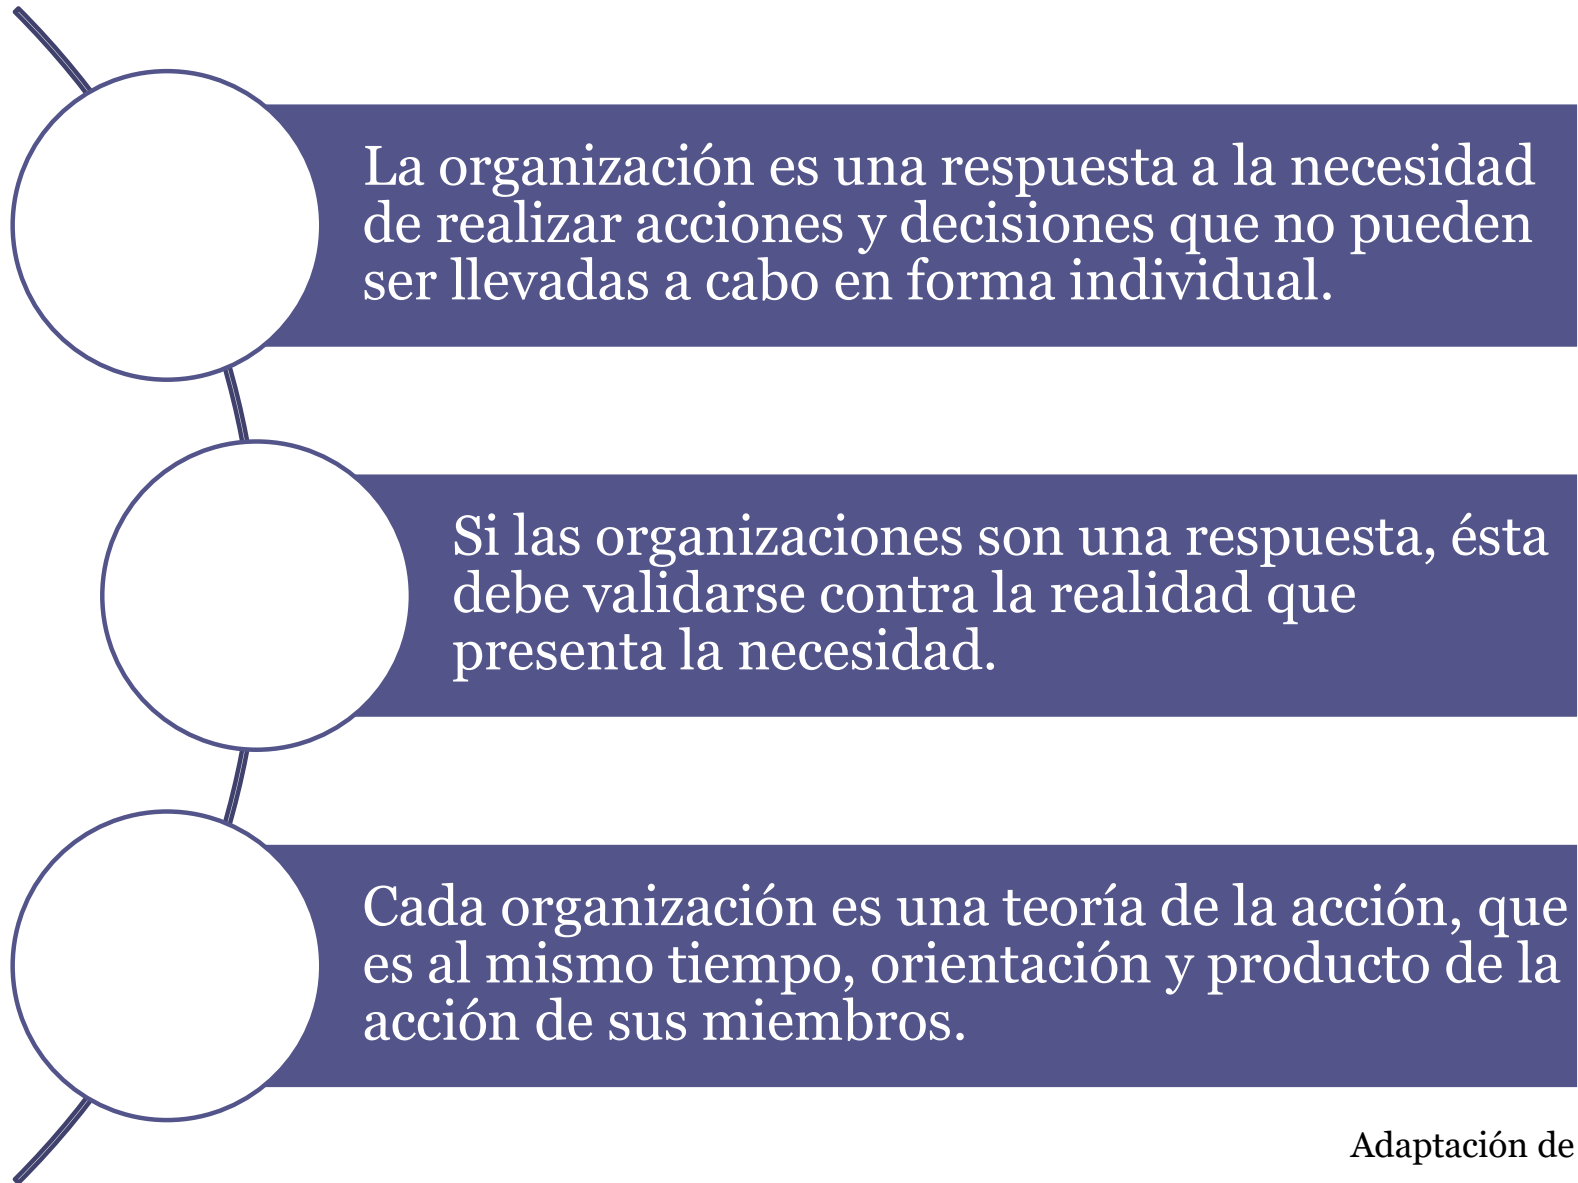 La organización es una respuesta a la necesidad
de realizar acciones y decisiones que no pueden
ser llevadas a cabo en forma individual.
Si las organizaciones son una respuesta, ésta
debe validarse contra la realidad que
presenta la necesidad.
Cada organización es una teoría de la acción, que
es al mismo tiempo, orientación y producto de la
acción de sus miembros.
Adaptación de